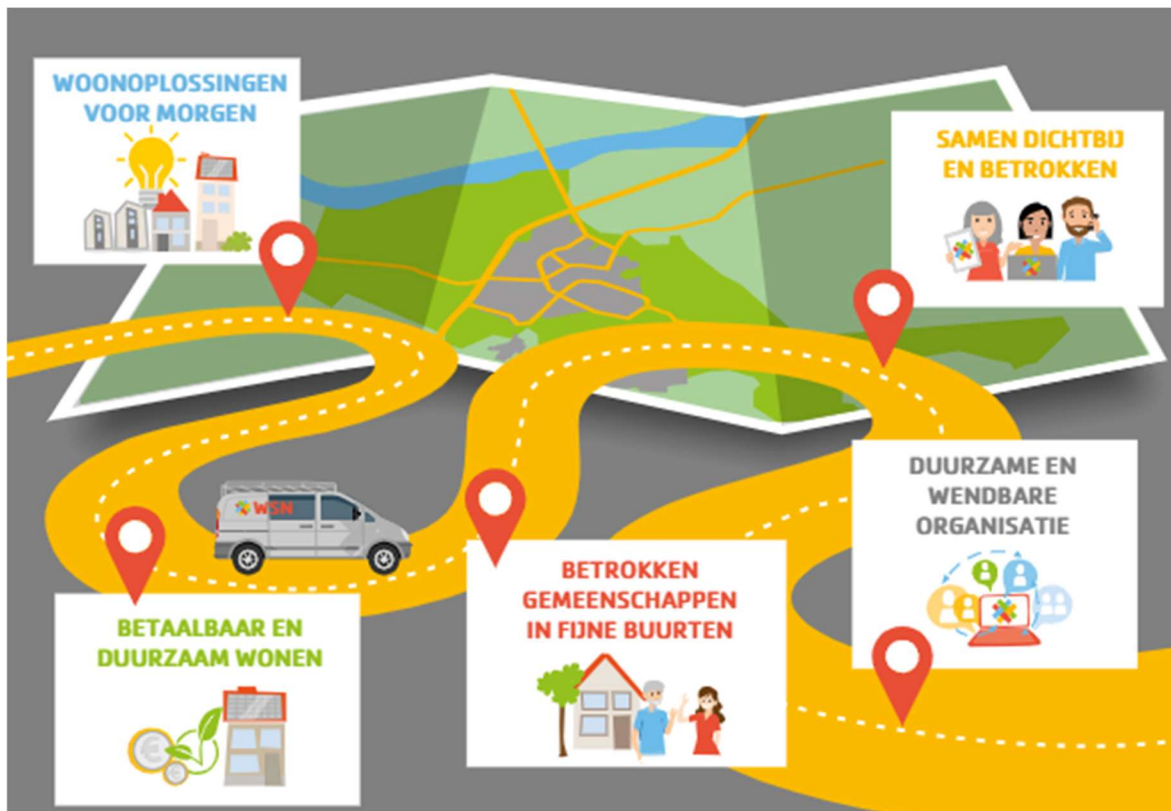 WOONOPLOSSINGEN
VOOR MORGEN
SAMEN DICHTBIJ
EN BETROKKEN
DUURZAME EN
WENDBARE
ORGANISATIE
WSN
BETROKKEN
GEMEENSCHAPPEN
IN FIJNE BUURTEN
BETAALBAAR EN
DUURZAAM WONEN
€
€